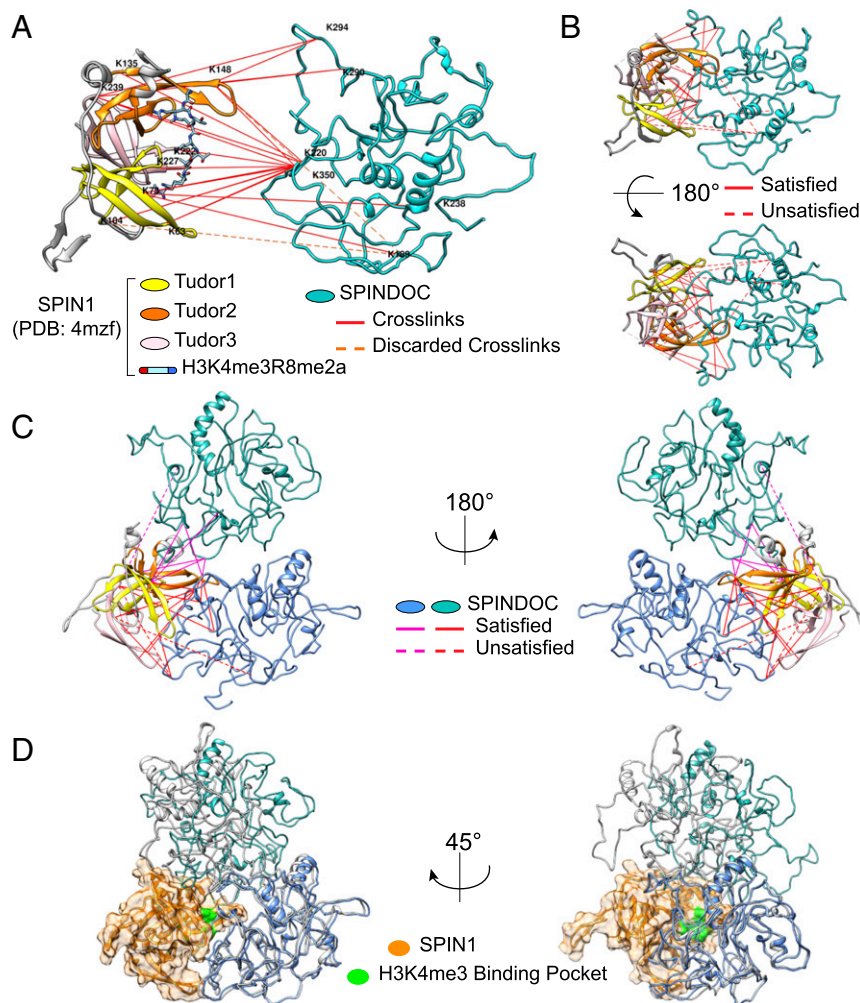 A
B
K294
K135
K148
K290
K239
K222
K220
K227
K350
K73
K238
K104
K63
K189
180°
Satisfied
Unsatisfied
SPIN1
(PDB: 4mzf)
Tudor1
Tudor2
Tudor3
H3K4me3R8me2a
SPINDOC
Crosslinks
Discarded Crosslinks
C
180°
SPINDOC
Satisfied
Unsatisfied
D
45°
SPIN1
H3K4me3 Binding Pocket